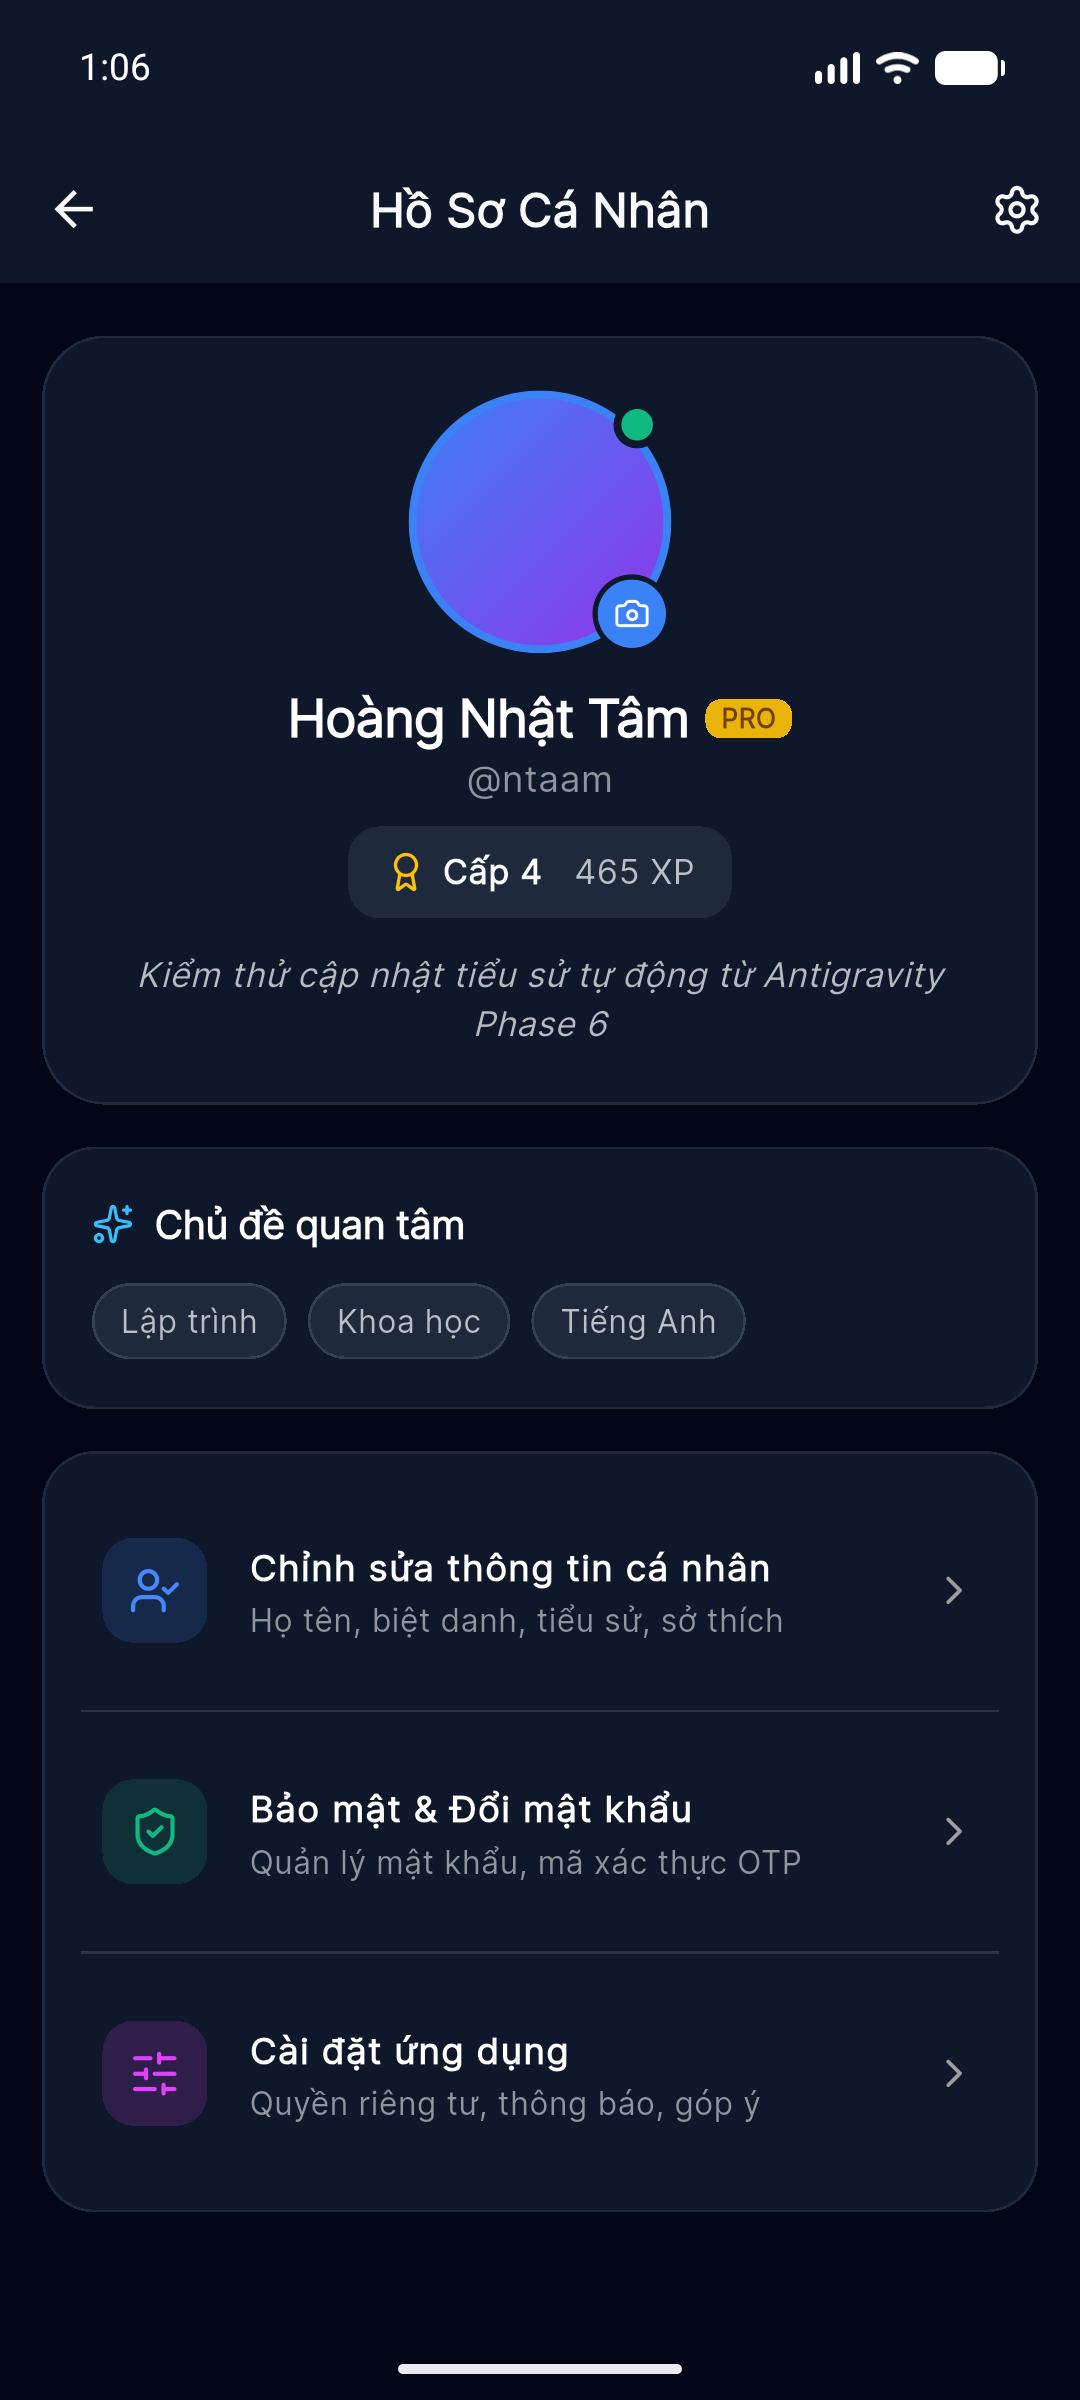 1:06
Hồ Sơ Cá Nhân
Hoàng Nhật Tâm PRO
@ntaam
Cấp 4 465 XP
Kiểm thử cập nhật tiểu sử tự động từ Antigravity
Phase 6
Chủ đề quan tâm
Lập trình Khoa học Tiếng Anh
Chỉnh sửa thông tin cá nhân
Họ tên, biệt danh, tiểu sử, sở thích
Bảo mật & Đổi mật khẩu
Quản lý mật khẩu, mã xác thực OTP
Cài đặt ứng dụng
Quyền riêng tư, thông báo, góp ý